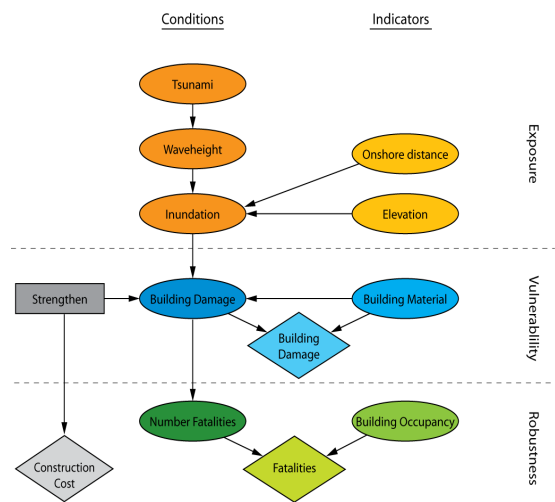 Conditions
Indicators
Tsunami
Waveheight
Onshore distance
Inundation
Elevation
Exposure
Strengthen
Building Damage
Building Material
Building
Damage
Vulnerablility
Number Fatalities
Building Occupancy
Construction
Cost
Fatalities
Robustness